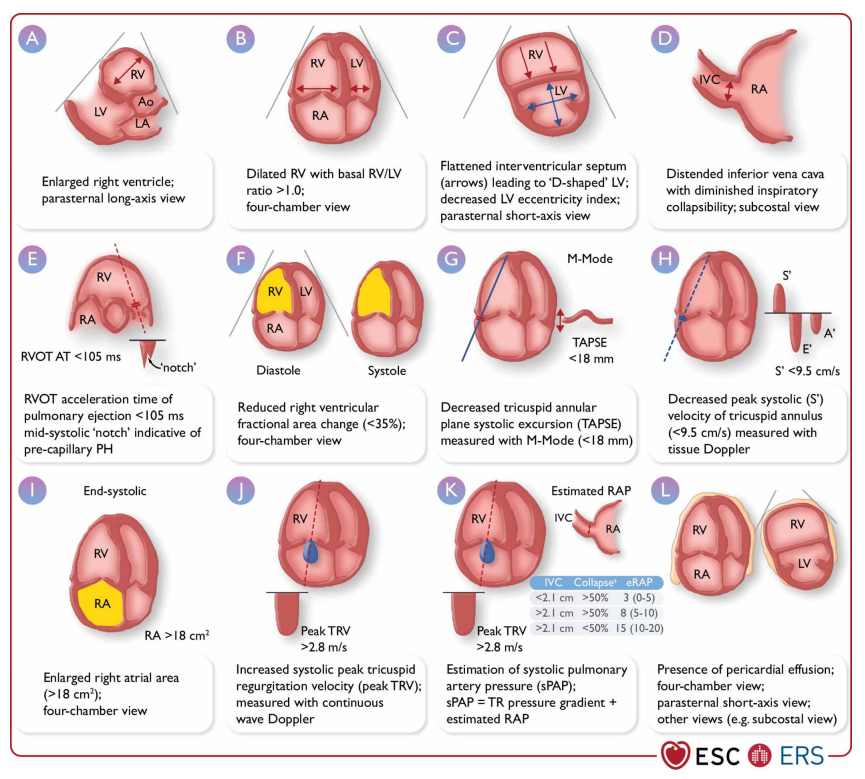 A
RV
Ao
LV
LA
Enlarged right ventricle;
parasternal long-axis view
B
RV
LV
RA
Dilated RV with basal RV/LV
ratio >1.0;
four-chamber view
C
RV
LV
Flattened interventricular septum
(arrows) leading to ‘D-shaped’ LV;
decreased LV eccentricity index;
parasternal short-axis view
D
IVC
RA
Distended inferior vena cava
with diminished inspiratory
collapsibility; subcostal view
E
RV
RA
RVOT AT <105 ms
‘notch’
RVOT acceleration time of
pulmonary ejection <105 ms
mid-systolic ‘notch’ indicative of
pre-capillary PH
F
RV
LV
RA
Diastole
Systole
Reduced right ventricular
fractional area change (<35%);
four-chamber view
G
M-Mode
TAPSE
<18 mm
Decreased tricuspid annular
plane systolic excursion (TAPSE)
measured with M-Mode (<18 mm)
H
S’
A’
E’
S’ <9.5 cm/s
Decreased peak systolic (S’)
velocity of tricuspid annulus
(<9.5 cm/s) measured with
tissue Doppler
I
End-systolic
RV
RA
RA >18 cm²
Enlarged right atrial area
(>18 cm²);
four-chamber view
J
RV
Peak TRV
>2.8 m/s
Increased systolic peak tricuspid
regurgitation velocity (peak TRV);
measured with continuous
wave Doppler
K
Estimated RAP
RV
IVC
RA
IVC Collapseᵃ eRAP
<2.1 cm >50% 3 (0-5)
>2.1 cm >50% 8 (5-10)
>2.1 cm <50% 15 (10-20)
Peak TRV
>2.8 m/s
Estimation of systolic pulmonary
artery pressure (sPAP);
sPAP = TR pressure gradient +
estimated RAP
L
RV
RA
RV
LV
Presence of pericardial effusion;
four-chamber view;
parasternal short-axis view;
other views (e.g. subcostal view)
ESC ERS